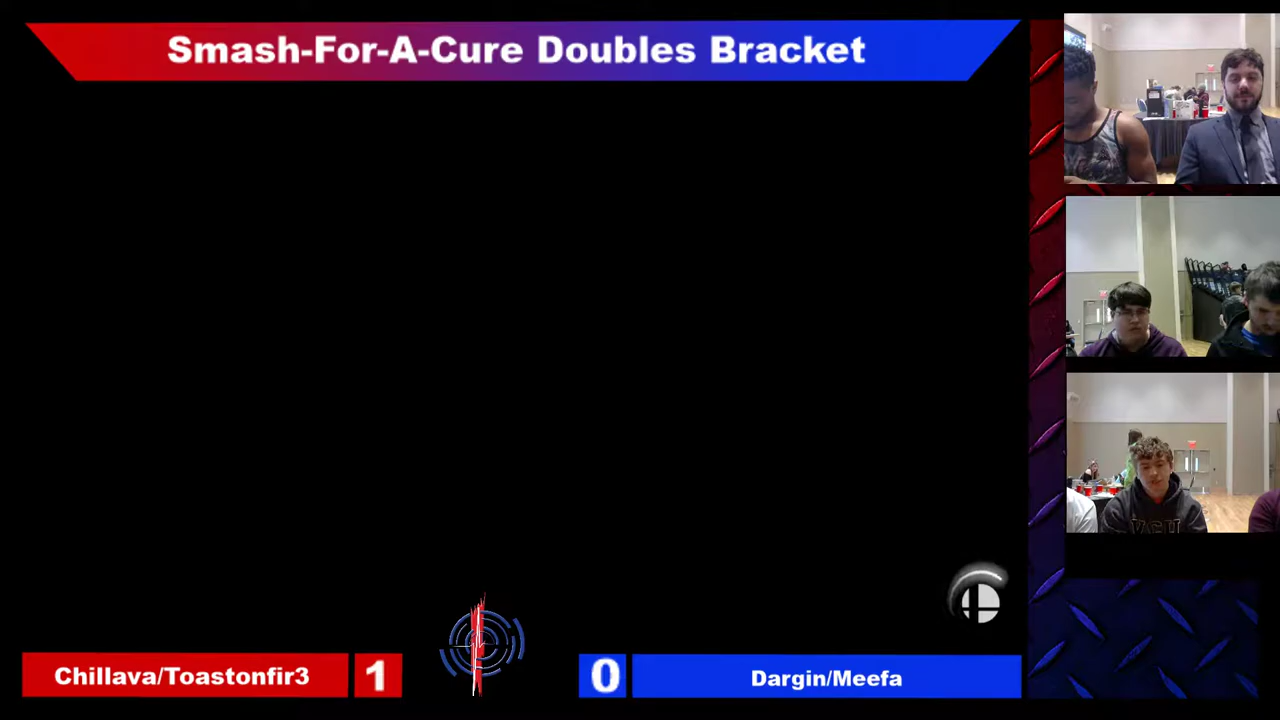 Smash-For-A-Cure Doubles Bracket
Chillava/Toastonfir3
1
0
Dargin/Meefa